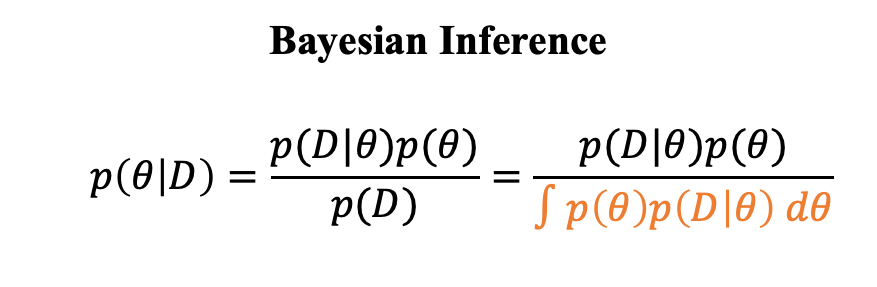 Bayesian Inference
p(θ|D) = p(D|θ)p(θ) / p(D) = p(D|θ)p(θ) / ∫ p(θ)p(D|θ) dθ